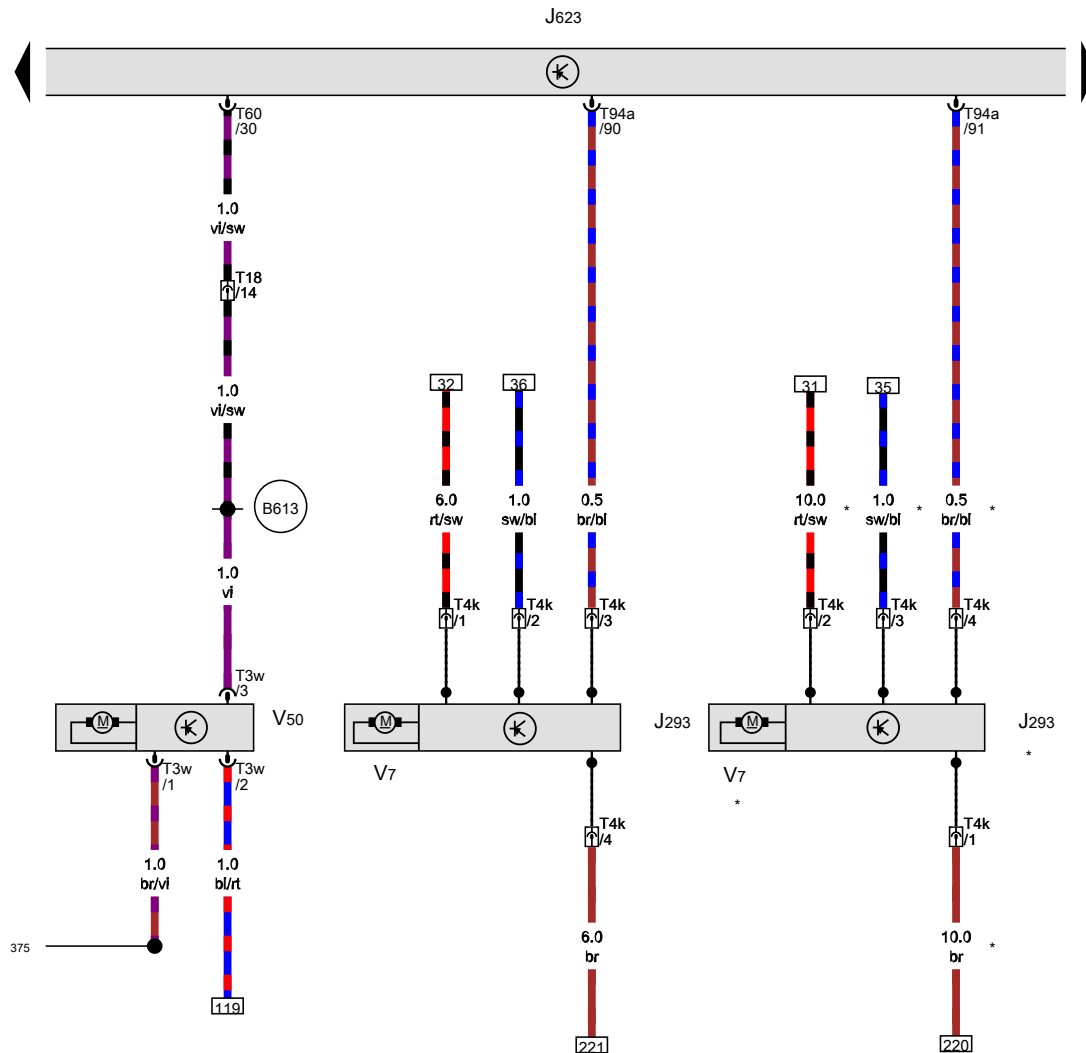 J623
T60
/30
T94a
/90
T94a
/91
1.0
vi/sw
T18
/14
1.0
vi/sw
32
36
31
35
B613
6.0
rt/sw
1.0
sw/bl
0.5
br/bl
10.0
rt/sw
*
1.0
sw/bl
*
0.5
br/bl
*
1.0
vi
T4k
/1
T4k
/2
T4k
/3
T4k
/2
T4k
/3
T4k
/4
T3w
/3
M
V50
M
J293
M
J293
*
T3w
/1
T3w
/2
V7
V7
*
T4k
/4
T4k
/1
1.0
br/vi
1.0
bl/rt
375
6.0
br
10.0
br
*
119
221
220